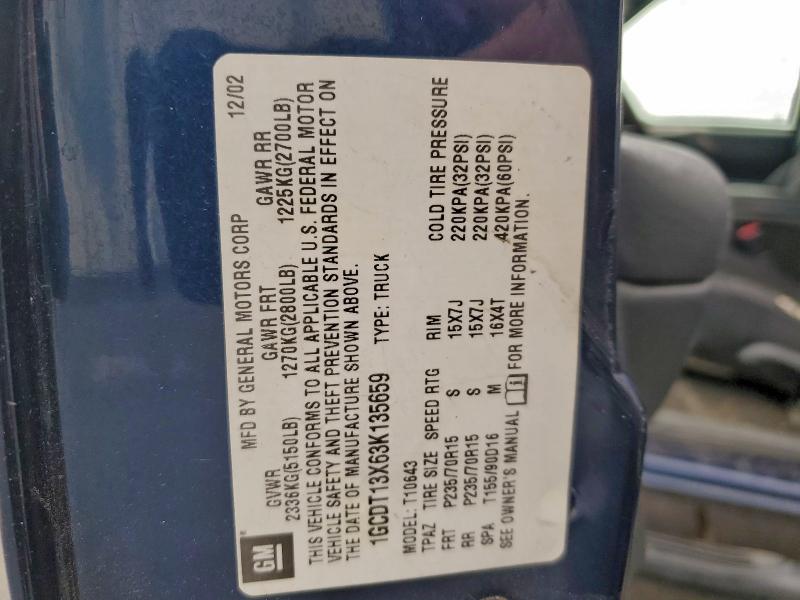 GM
MFD BY GENERAL MOTORS CORP 12/02
GVWR GAWR FRT GAWR RR
2336KG(5150LB) 1270KG(2800LB) 1225KG(2700LB)
THIS VEHICLE CONFORMS TO ALL APPLICABLE U.S. FEDERAL MOTOR
VEHICLE SAFETY AND THEFT PREVENTION STANDARDS IN EFFECT ON
THE DATE OF MANUFACTURE SHOWN ABOVE.
1GCDT13X63K135659 TYPE: TRUCK
MODEL: T10643
TPAZ TIRE SIZE SPEED RTG RIM COLD TIRE PRESSURE
FRT P235/70R15 S 15X7J 220KPA(32PSI)
RR P235/70R15 S 15X7J 220KPA(32PSI)
SPA T155/90D16 M 16X4T 420KPA(60PSI)
SEE OWNER'S MANUAL FOR MORE INFORMATION.